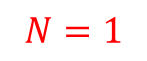 N = 1